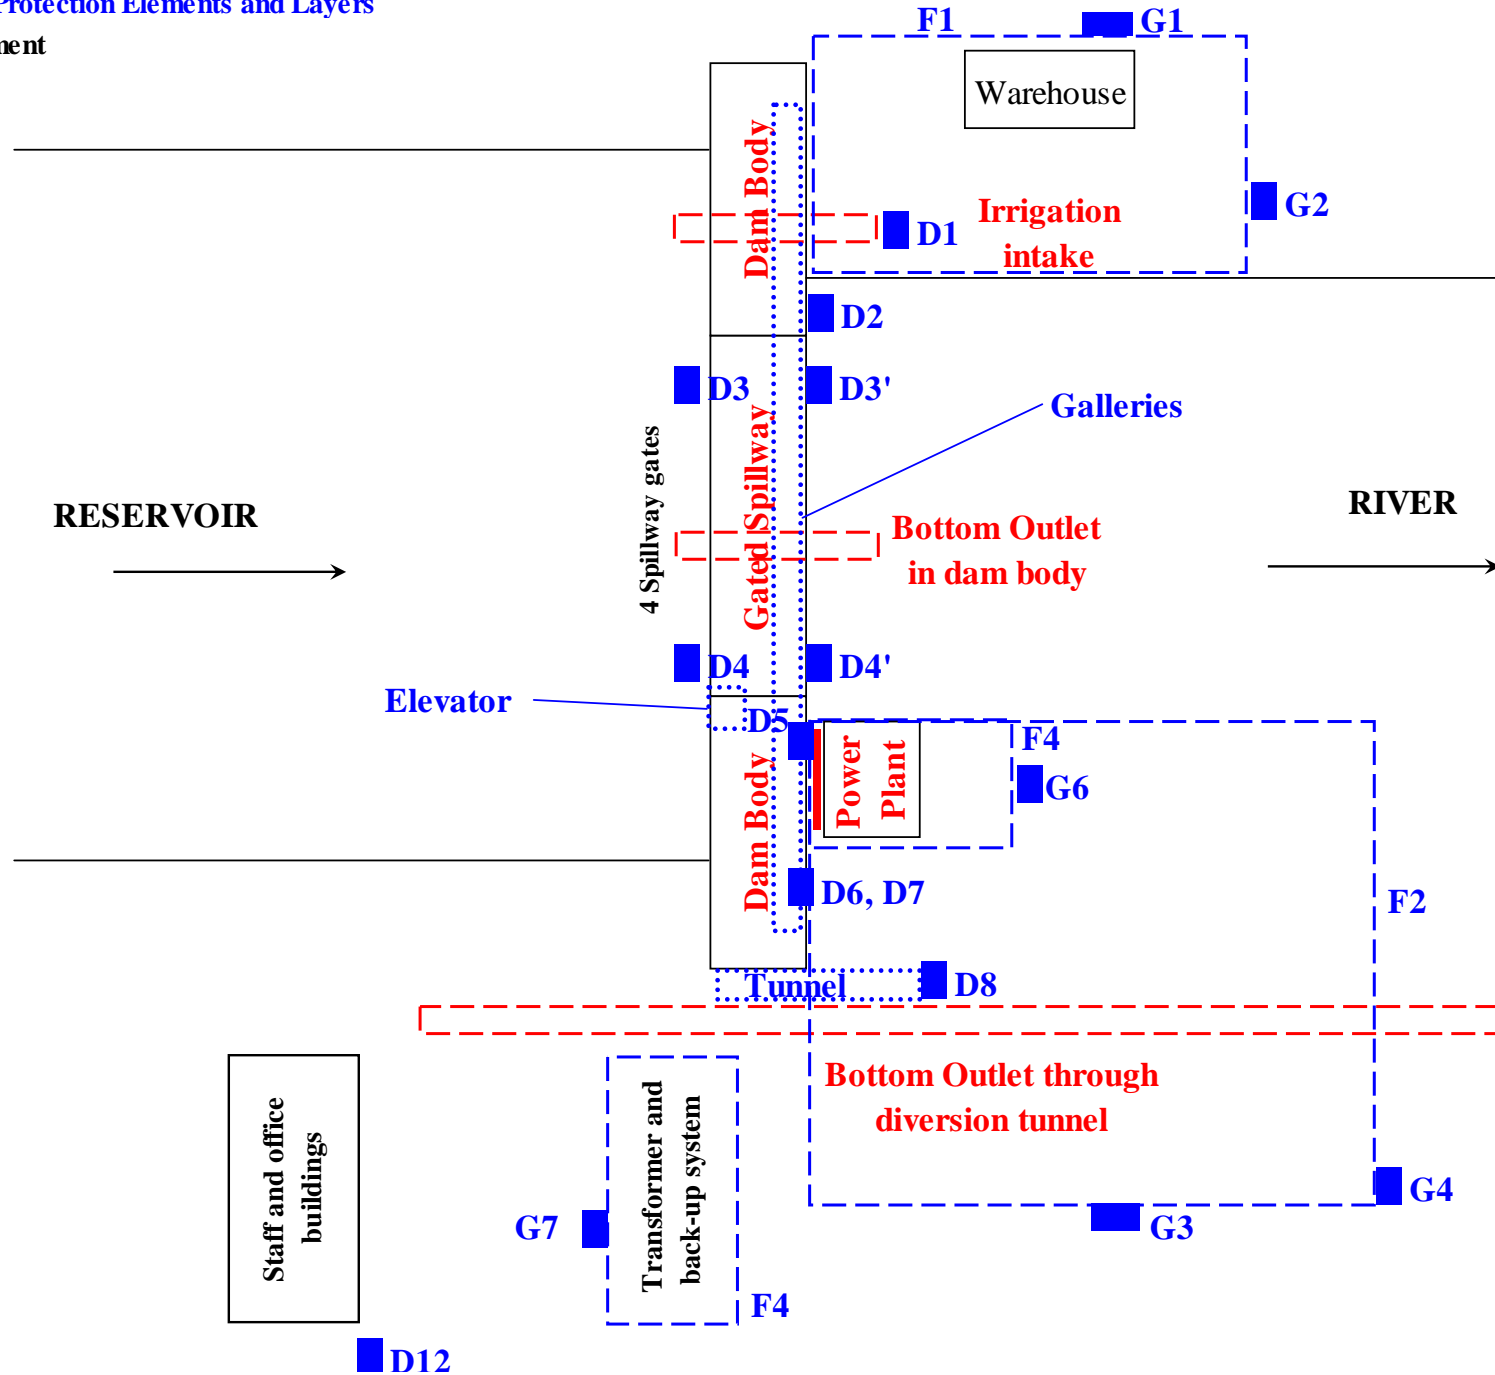 Protection Elements and Layers
F1
G1
Warehouse
Dam Body
G2
Irrigation
intake
D1
D2
D3
D3'
Galleries
4 Spillway gates
Gated Spillway
RESERVOIR
RIVER
Bottom Outlet
in dam body
D4
D4'
Elevator
D5
Power
Plant
F4
G6
Dam Body
D6, D7
F2
Tunnel
D8
Bottom Outlet through
diversion tunnel
Staff and office
buildings
Transformer and
back-up system
G7
G4
G3
F4
D12